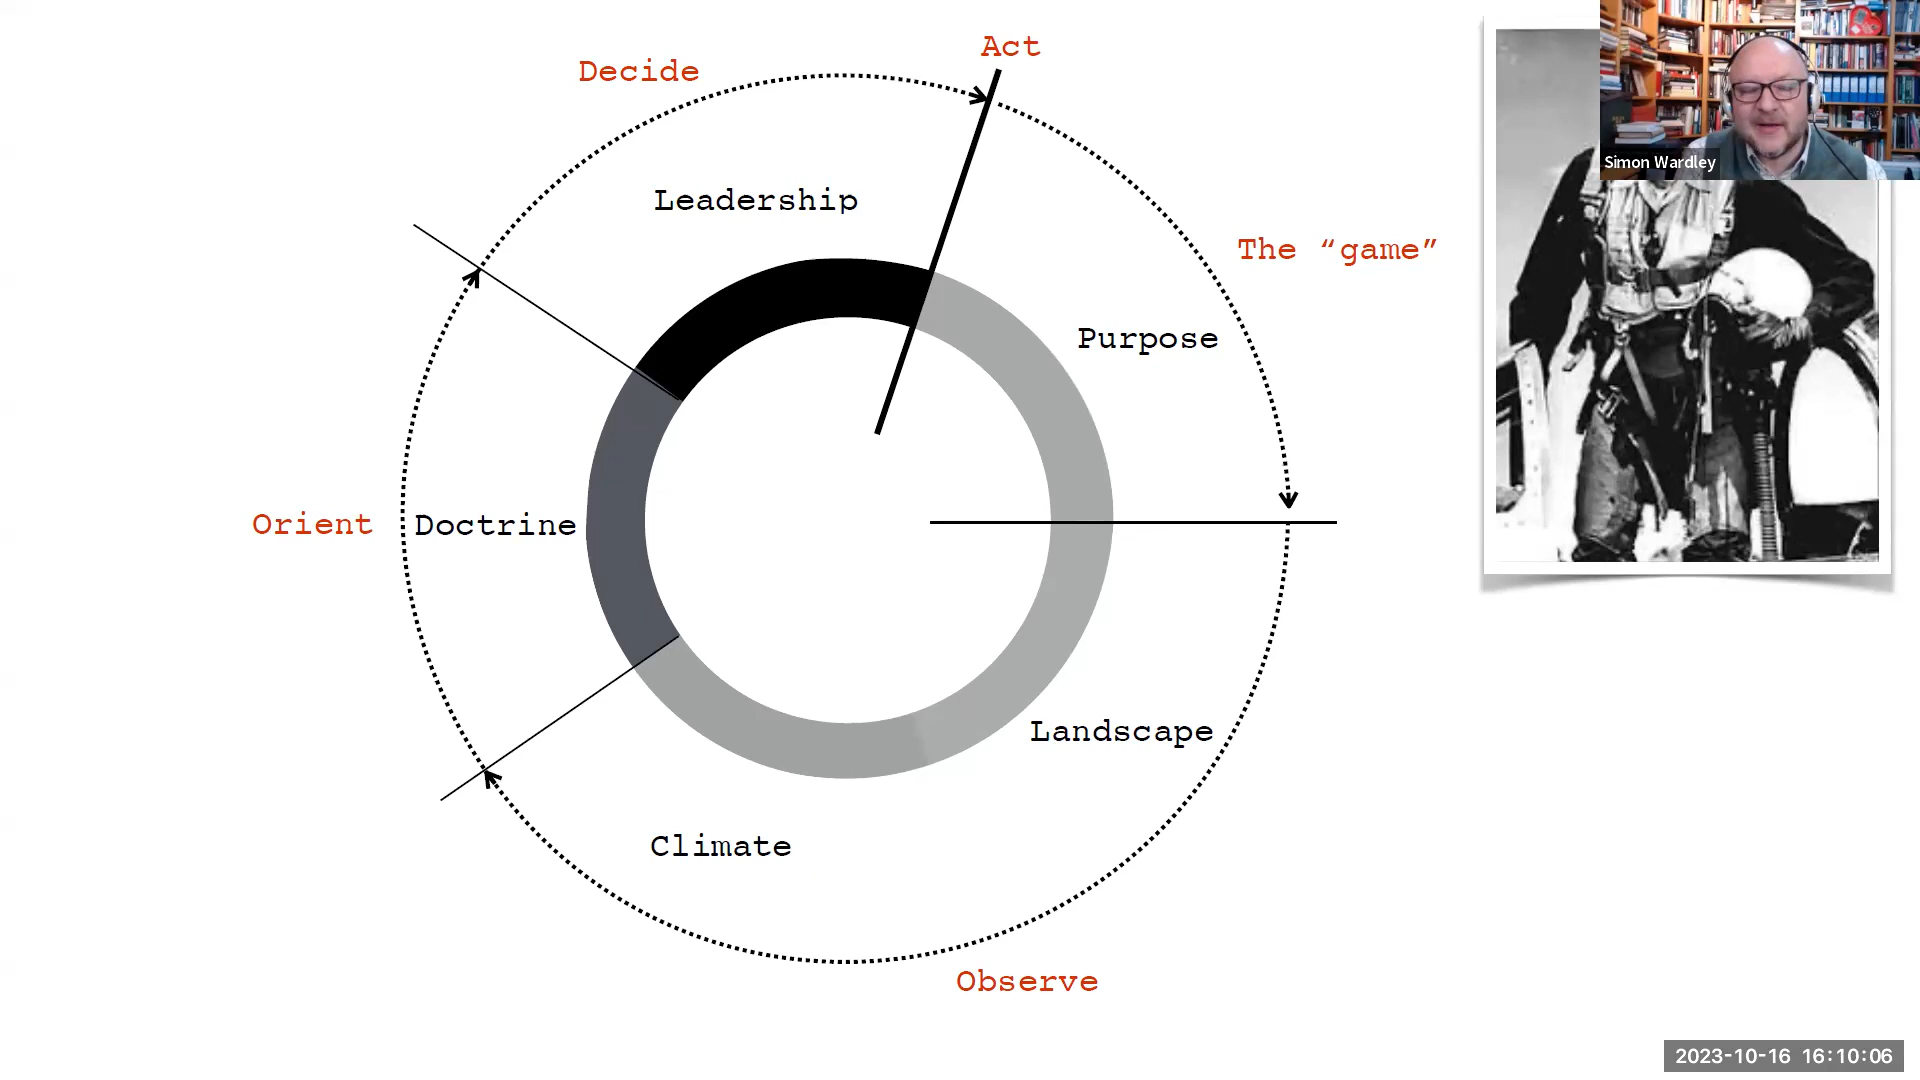 Act
Decide
Simon Wardley
Leadership
The “game”
Purpose
Orient
Doctrine
Landscape
Climate
Observe
2023-10-16 16:10:06